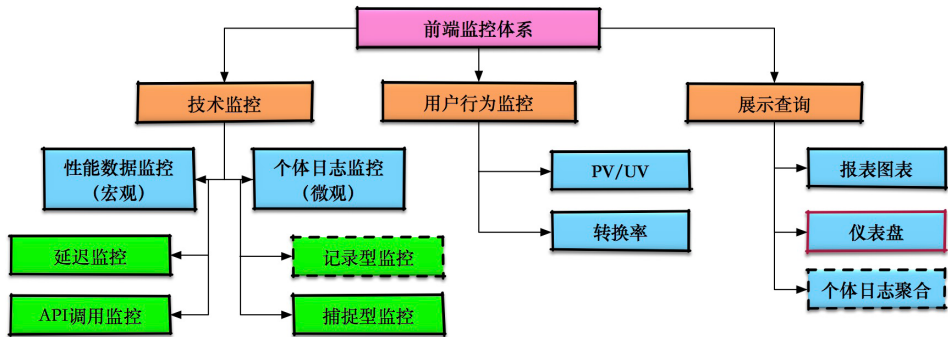 前端监控体系
技术监控
用户行为监控
展示查询
性能数据监控
（宏观）
个体日志监控
（微观）
PV/UV
报表图表
转换率
仪表盘
延迟监控
记录型监控
个体日志聚合
API调用监控
捕捉型监控